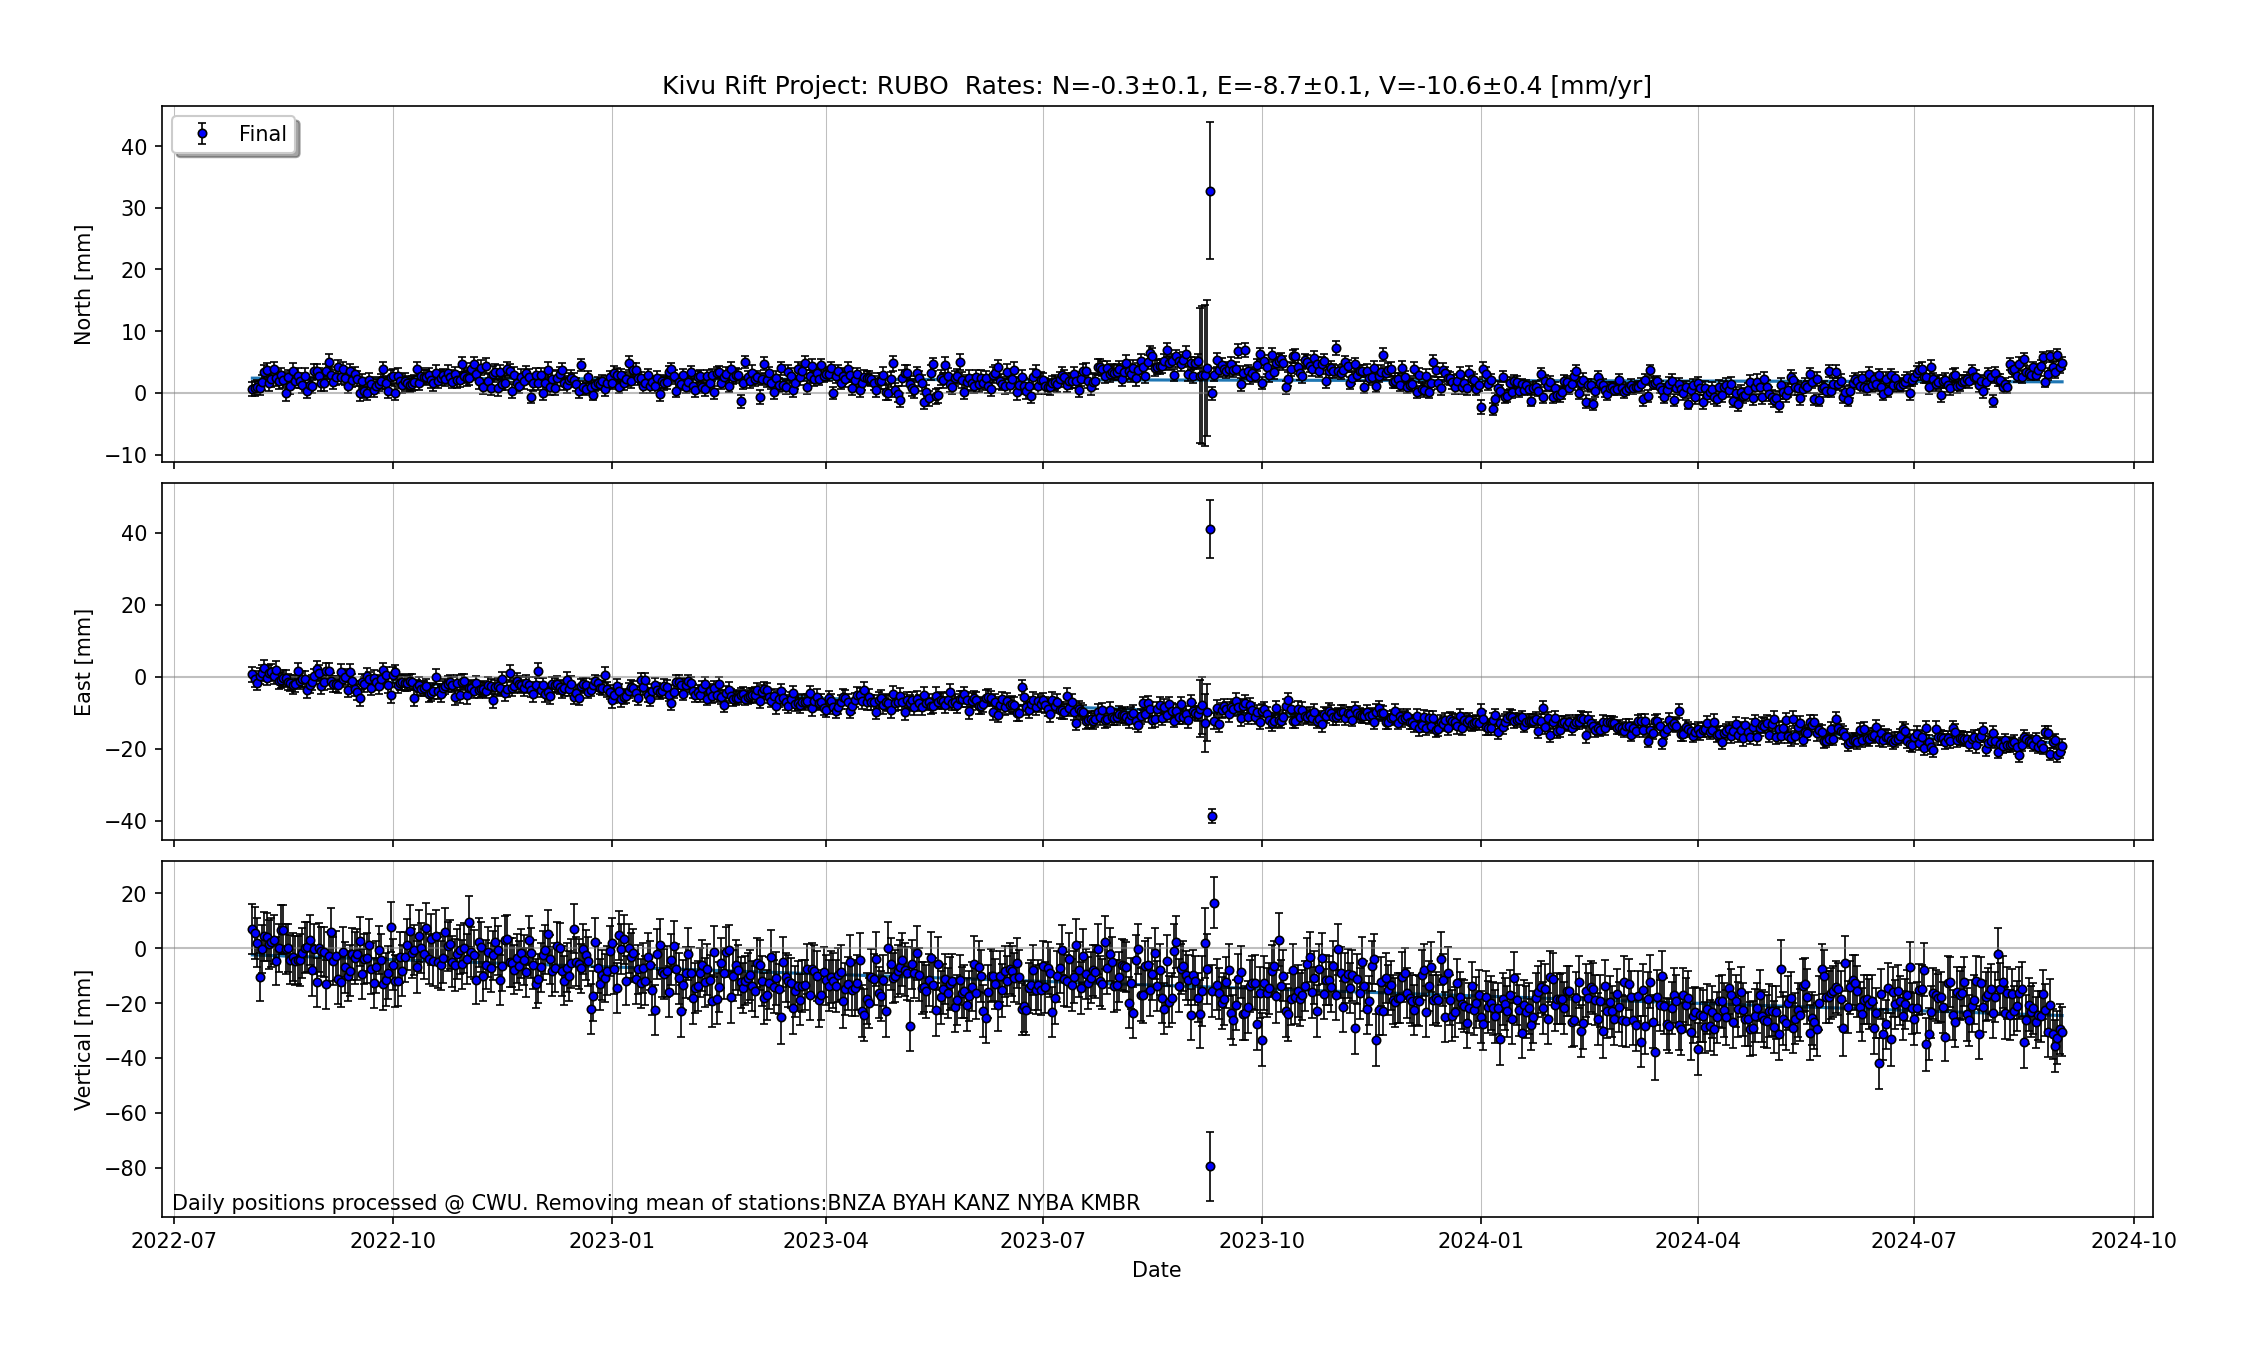 Kivu Rift Project: RUBO  Rates: N=-0.3±0.1, E=-8.7±0.1, V=-10.6±0.4 [mm/yr]
Final
North [mm]
40
30
20
10
0
−10
East [mm]
40
20
0
−20
−40
Vertical [mm]
20
0
−20
−40
−60
−80
Daily positions processed @ CWU. Removing mean of stations:BNZA BYAH KANZ NYBA KMBR
2022-07 2022-10 2023-01 2023-04 2023-07 2023-10 2024-01 2024-04 2024-07 2024-10
Date